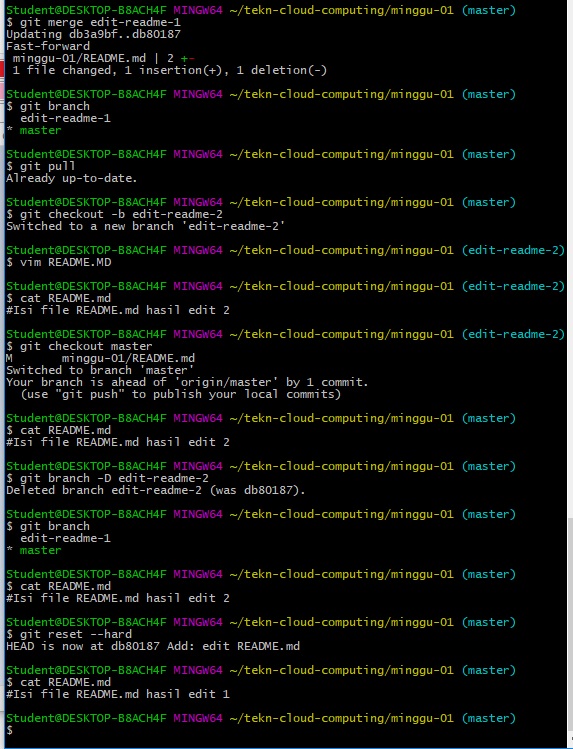 Student@DESKTOP-B8ACH4F MINGW64 ~/tekn-cloud-computing/minggu-01 (master)
$ git merge edit-readme-1
Updating db3a9bf..db80187
Fast-forward
 minggu-01/README.md | 2 +-
 1 file changed, 1 insertion(+), 1 deletion(-)
Student@DESKTOP-B8ACH4F MINGW64 ~/tekn-cloud-computing/minggu-01 (master)
$ git branch
  edit-readme-1
* master
Student@DESKTOP-B8ACH4F MINGW64 ~/tekn-cloud-computing/minggu-01 (master)
$ git pull
Already up-to-date.
Student@DESKTOP-B8ACH4F MINGW64 ~/tekn-cloud-computing/minggu-01 (master)
$ git checkout -b edit-readme-2
Switched to a new branch 'edit-readme-2'
Student@DESKTOP-B8ACH4F MINGW64 ~/tekn-cloud-computing/minggu-01 (edit-readme-2)
$ vim README.MD
Student@DESKTOP-B8ACH4F MINGW64 ~/tekn-cloud-computing/minggu-01 (edit-readme-2)
$ cat README.md
#Isi file README.md hasil edit 2
Student@DESKTOP-B8ACH4F MINGW64 ~/tekn-cloud-computing/minggu-01 (edit-readme-2)
$ git checkout master
M       minggu-01/README.md
Switched to branch 'master'
Your branch is ahead of 'origin/master' by 1 commit.
  (use "git push" to publish your local commits)
Student@DESKTOP-B8ACH4F MINGW64 ~/tekn-cloud-computing/minggu-01 (master)
$ cat README.md
#Isi file README.md hasil edit 2
Student@DESKTOP-B8ACH4F MINGW64 ~/tekn-cloud-computing/minggu-01 (master)
$ git branch -D edit-readme-2
Deleted branch edit-readme-2 (was db80187).
Student@DESKTOP-B8ACH4F MINGW64 ~/tekn-cloud-computing/minggu-01 (master)
$ git branch
  edit-readme-1
* master
Student@DESKTOP-B8ACH4F MINGW64 ~/tekn-cloud-computing/minggu-01 (master)
$ cat README.md
#Isi file README.md hasil edit 2
Student@DESKTOP-B8ACH4F MINGW64 ~/tekn-cloud-computing/minggu-01 (master)
$ git reset --hard
HEAD is now at db80187 Add: edit README.md
Student@DESKTOP-B8ACH4F MINGW64 ~/tekn-cloud-computing/minggu-01 (master)
$ cat README.md
#Isi file README.md hasil edit 1
Student@DESKTOP-B8ACH4F MINGW64 ~/tekn-cloud-computing/minggu-01 (master)
$